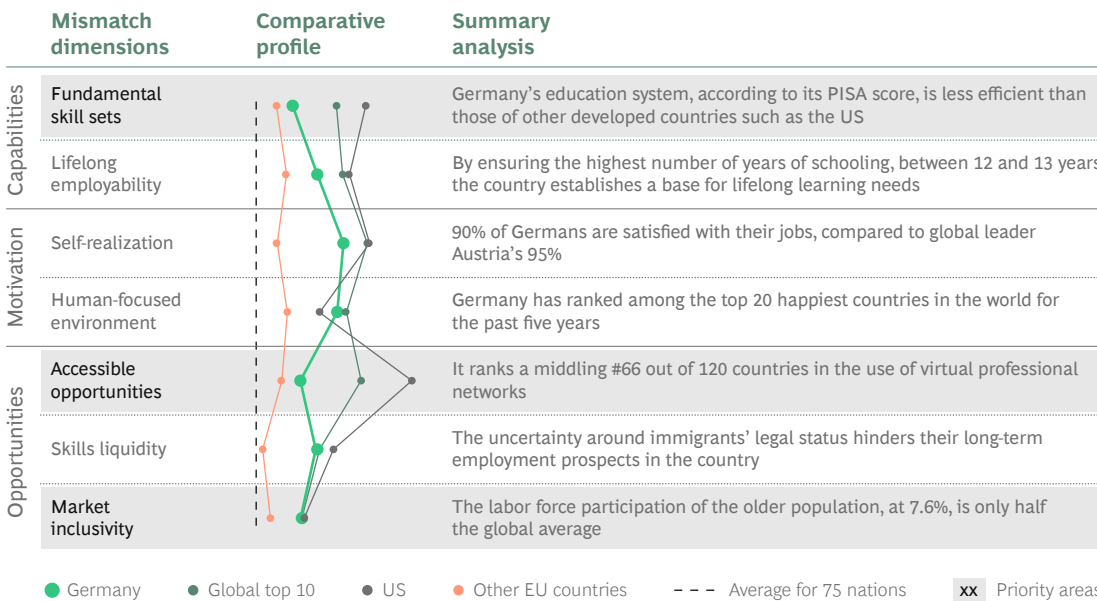 Mismatch
dimensions
Comparative
profile
Summary
analysis
Capabilities
Fundamental
skill sets
Germany’s education system, according to its PISA score, is less efficient than
those of other developed countries such as the US
Lifelong
employability
By ensuring the highest number of years of schooling, between 12 and 13 years
the country establishes a base for lifelong learning needs
Motivation
Self-realization
90% of Germans are satisfied with their jobs, compared to global leader
Austria’s 95%
Human-focused
environment
Germany has ranked among the top 20 happiest countries in the world for
the past five years
Opportunities
Accessible
opportunities
It ranks a middling #66 out of 120 countries in the use of virtual professional
networks
Skills liquidity
The uncertainty around immigrants’ legal status hinders their long-term
employment prospects in the country
Market
inclusivity
The labor force participation of the older population, at 7.6%, is only half
the global average
Germany Global top 10 US Other EU countries Average for 75 nations xx Priority areas